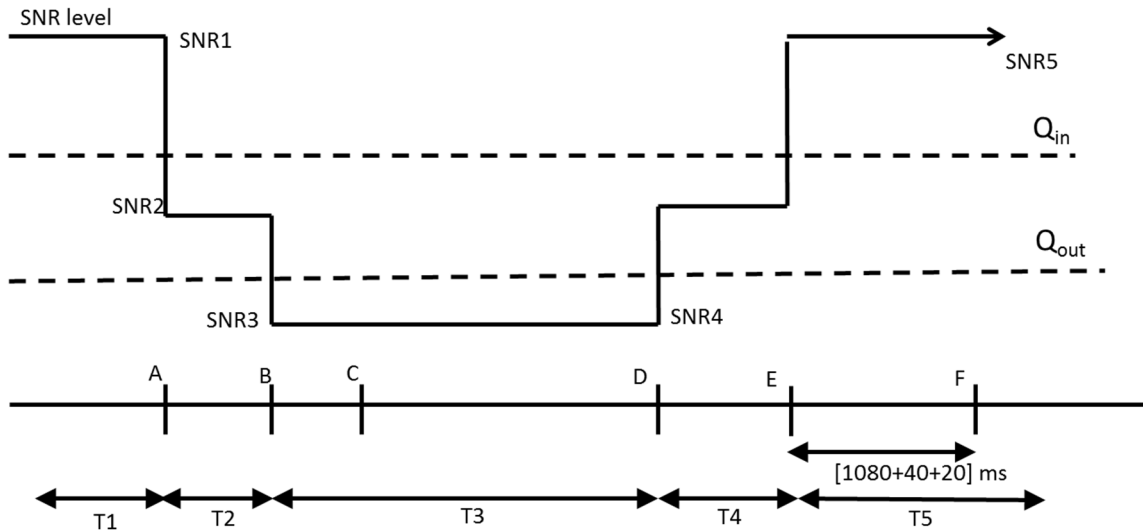 SNR level
SNR1
SNR5
Qin
SNR2
Qout
SNR3
SNR4
A
B
C
D
E
F
[1080+40+20] ms
T1
T2
T3
T4
T5